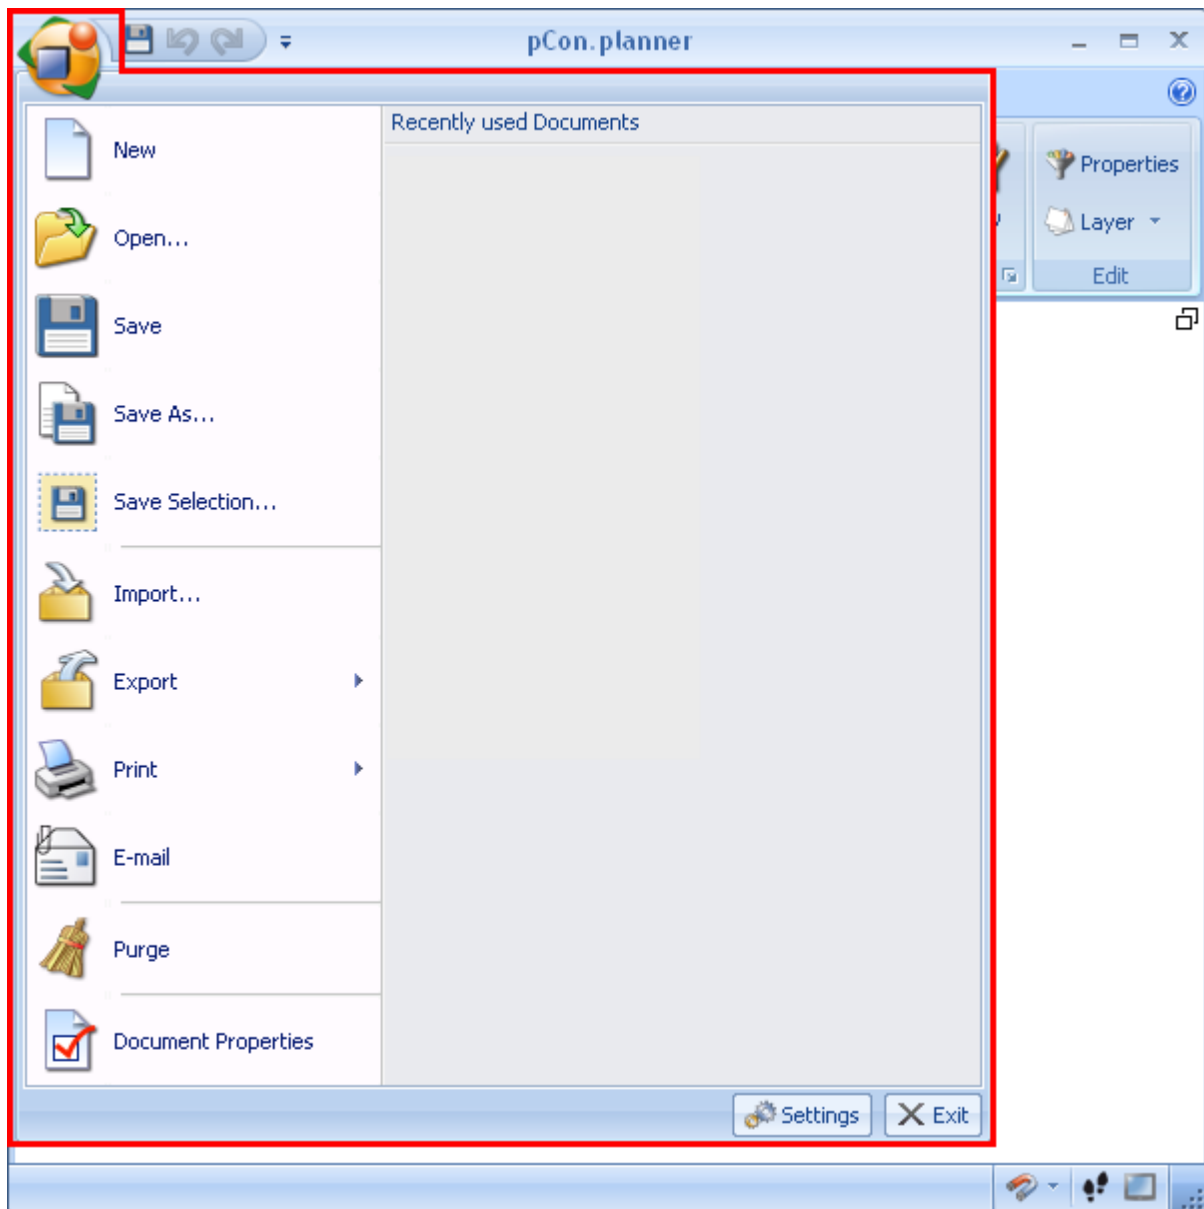 pCon.planner
Recently used Documents
New
Open...
Save
Save As...
Save Selection...
Import...
Export
Print
E-mail
Purge
Document Properties
Settings
Exit
Properties
Layer
Edit